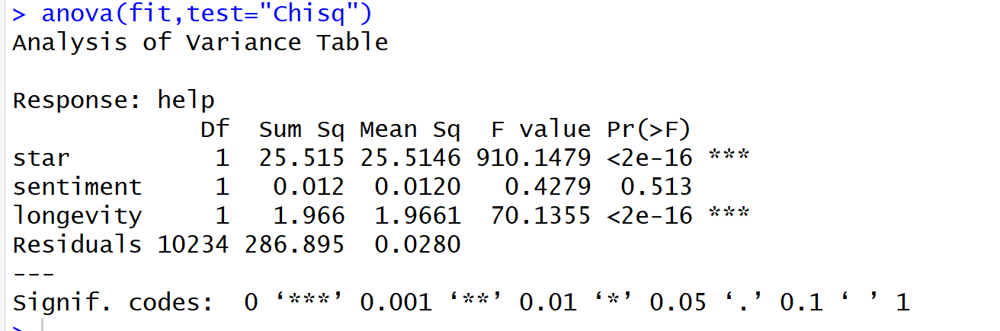 > anova(fit,test="Chisq")
Analysis of Variance Table
Response: help
Df Sum Sq Mean Sq F value Pr(>F)
star 1 25.515 25.5146 910.1479 <2e-16 ***
sentiment 1 0.012 0.0120 0.4279 0.513
longevity 1 1.966 1.9661 70.1355 <2e-16 ***
Residuals 10234 286.895 0.0280
---
Signif. codes: 0 ‘***’ 0.001 ‘**’ 0.01 ‘*’ 0.05 ‘.’ 0.1 ‘ ’ 1
>